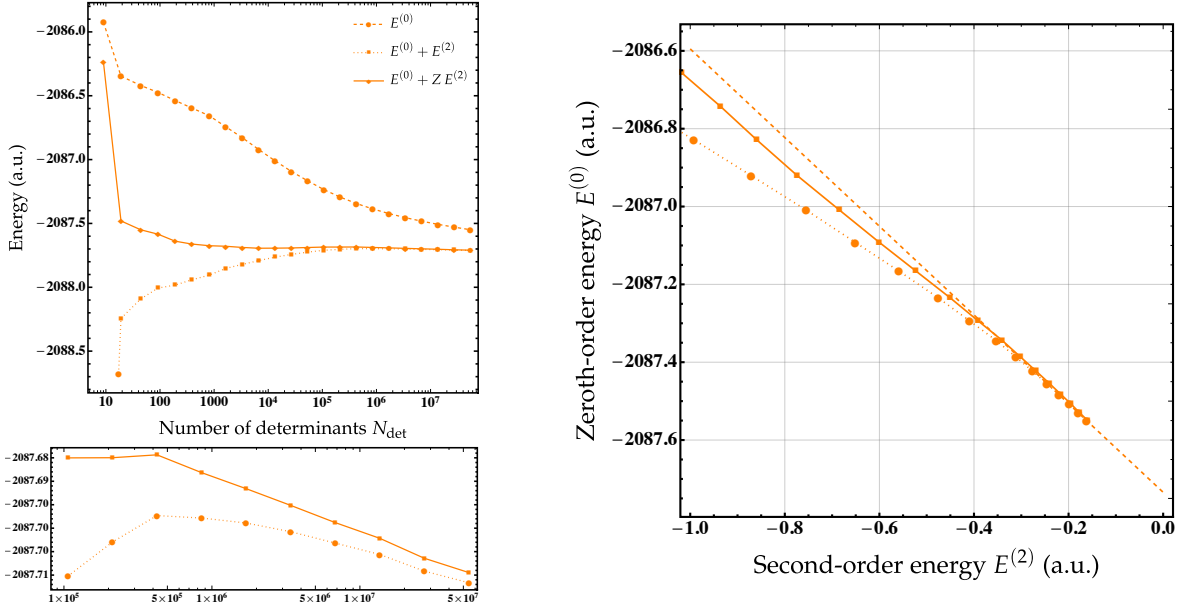 −2086.0
−2086.5
−2087.0
−2087.5
−2088.0
−2088.5
Energy (a.u.)
E(0)
E(0) + E(2)
E(0) + Z E(2)
10 100 1000 10^4 10^5 10^6 10^7
Number of determinants Ndet
−2087.68
−2087.69
−2087.70
−2087.70
−2087.70
−2087.71
1×10^5 5×10^5 1×10^6 5×10^6 1×10^7 5×10^7
−2086.6
−2086.8
−2087.0
−2087.2
−2087.4
−2087.6
Zeroth-order energy E(0) (a.u.)
−1.0 −0.8 −0.6 −0.4 −0.2 0.0
Second-order energy E(2) (a.u.)